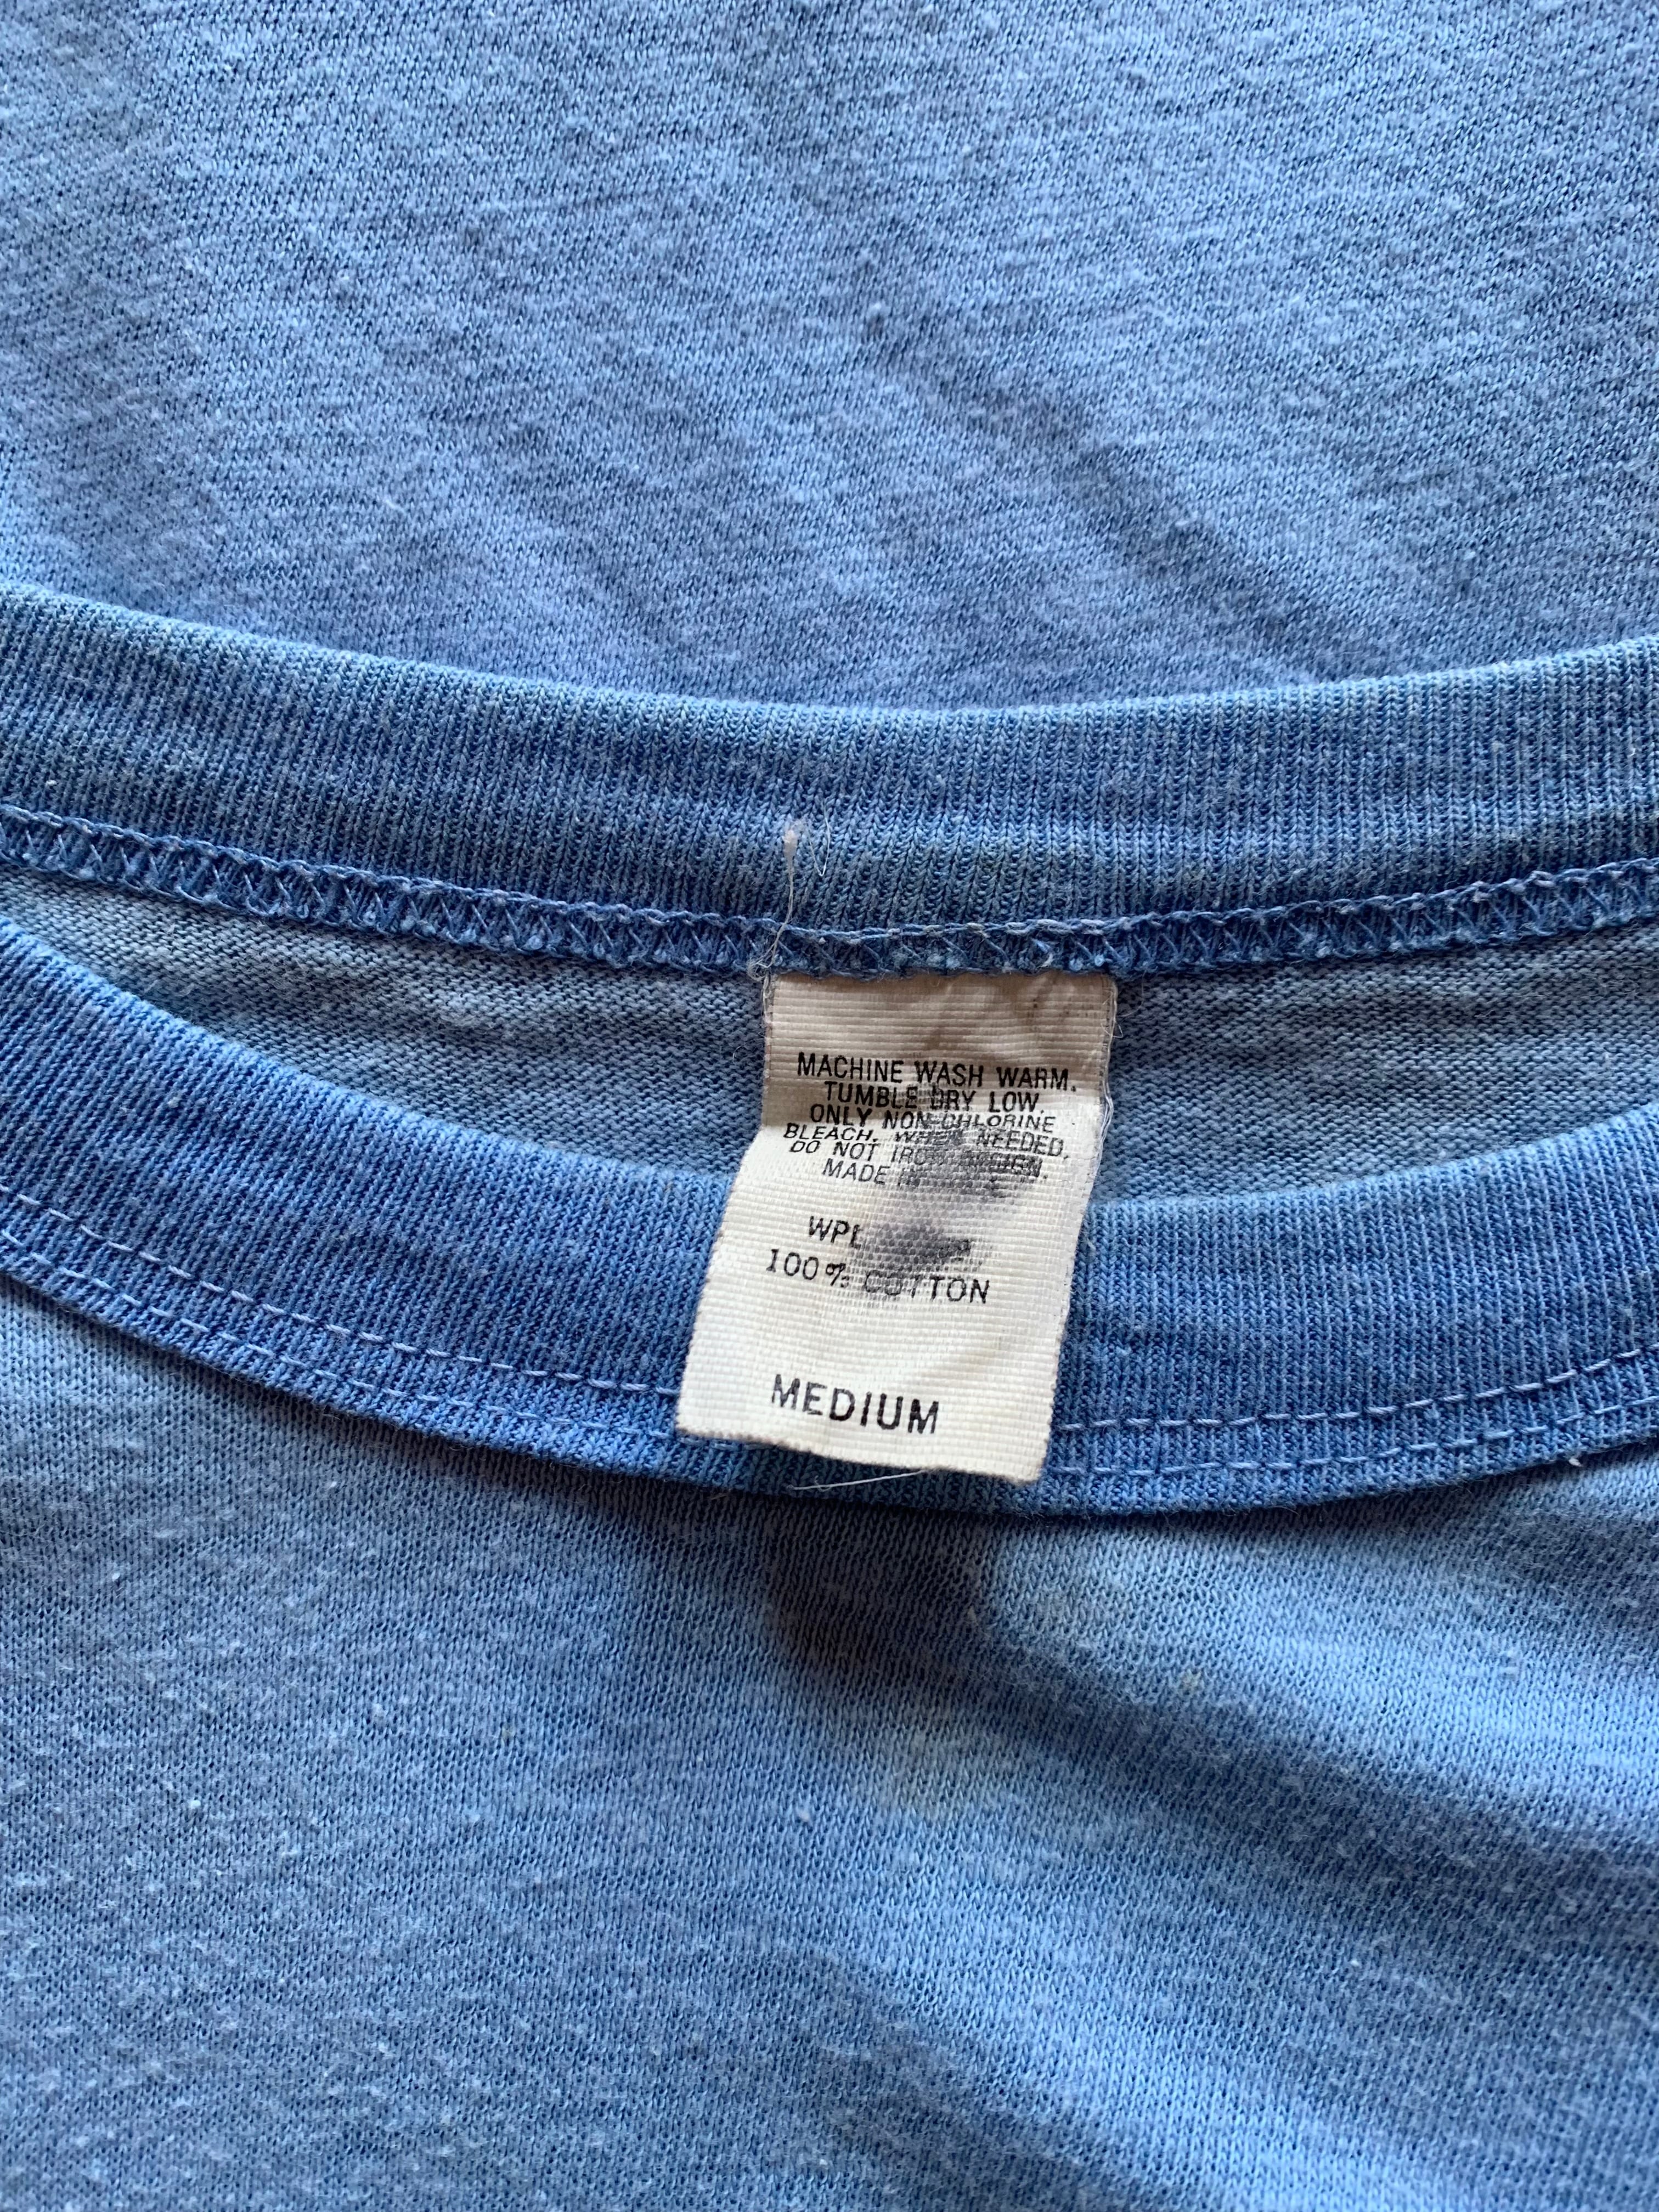 MACHINE WASH WARM.
TUMBLE DRY LOW.
ONLY NON-CHLORINE
BLEACH, WHEN NEEDED.
DO NOT IRON DESIGN.
MADE IN
WPL
100% COTTON
MEDIUM